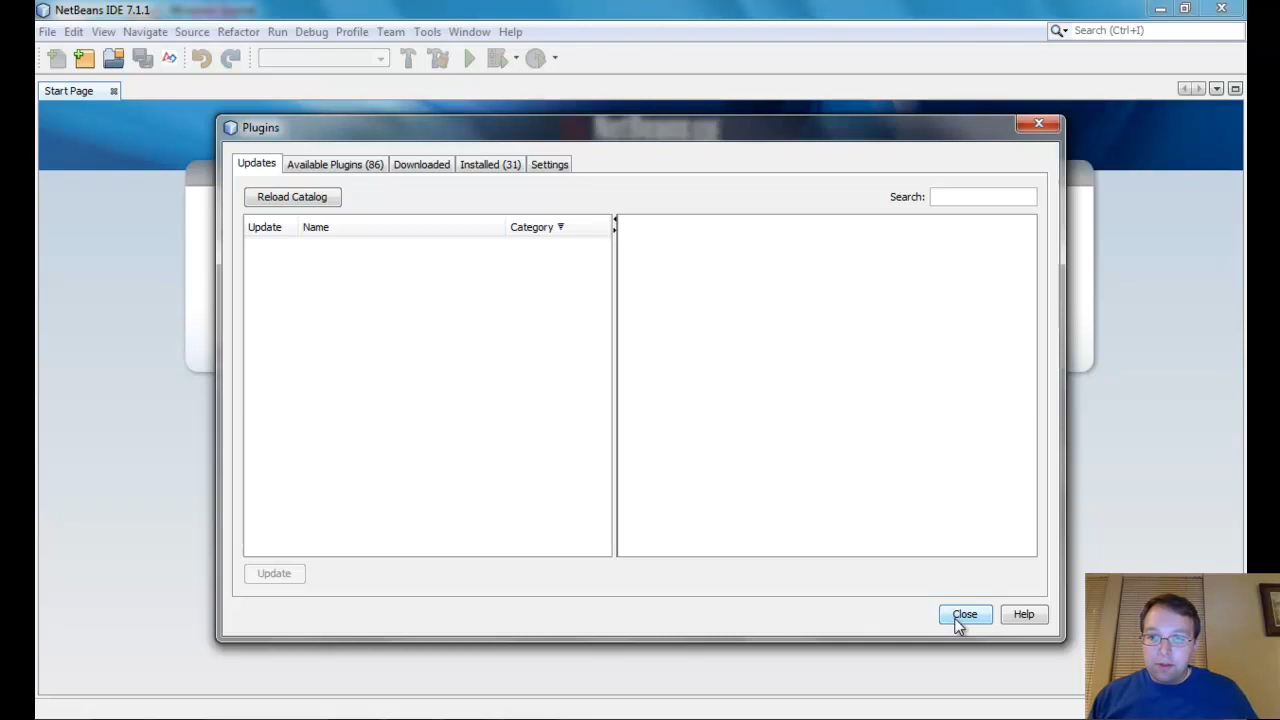 NetBeans IDE 7.1.1
File Edit View Navigate Source Refactor Run Debug Profile Team Tools Window Help
Search (Ctrl+I)
Start Page
Plugins
Updates Available Plugins (86) Downloaded Installed (31) Settings
Reload Catalog Search:
Update Name Category
Update
Close Help